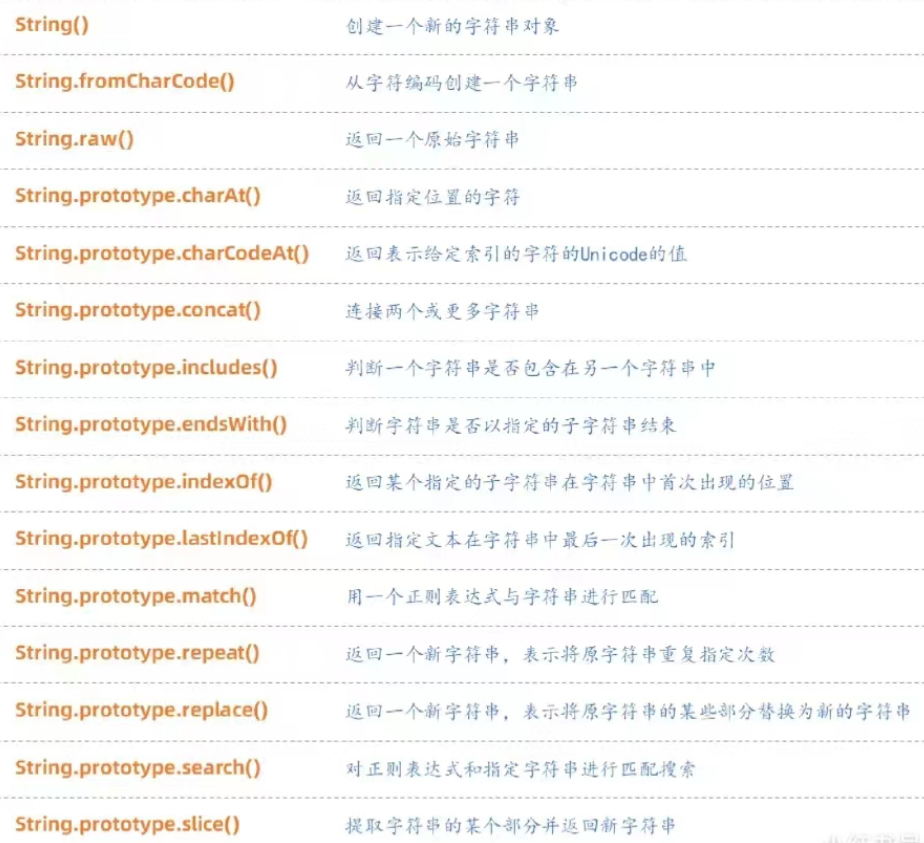 String() 创建一个新的字符串对象
String.fromCharCode() 从字符编码创建一个字符串
String.raw() 返回一个原始字符串
String.prototype.charAt() 返回指定位置的字符
String.prototype.charCodeAt() 返回表示给定索引的字符的Unicode的值
String.prototype.concat() 连接两个或更多字符串
String.prototype.includes() 判断一个字符串是否包含在另一个字符串中
String.prototype.endsWith() 判断字符串是否以指定的子字符串结束
String.prototype.indexOf() 返回某个指定的子字符串在字符串中首次出现的位置
String.prototype.lastIndexOf() 返回指定文本在字符串中最后一次出现的索引
String.prototype.match() 用一个正则表达式与字符串进行匹配
String.prototype.repeat() 返回一个新字符串，表示将原字符串重复指定次数
String.prototype.replace() 返回一个新字符串，表示将原字符串的某些部分替换为新的字符串
String.prototype.search() 对正则表达式和指定字符串进行匹配搜索
String.prototype.slice() 提取字符串的某个部分并返回新字符串